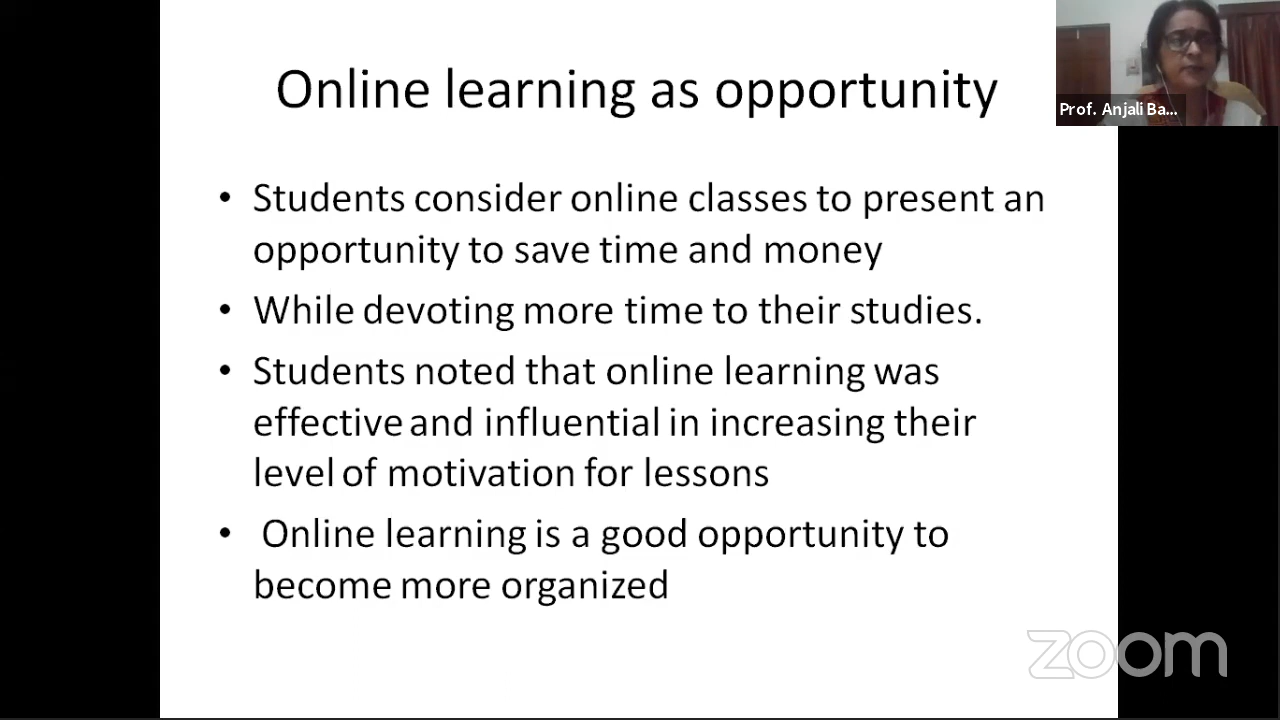 Online learning as opportunity
Prof. Anjali Ba...
• Students consider online classes to present an
opportunity to save time and money
• While devoting more time to their studies.
• Students noted that online learning was
effective and influential in increasing their
level of motivation for lessons
• Online learning is a good opportunity to
become more organized
zoom